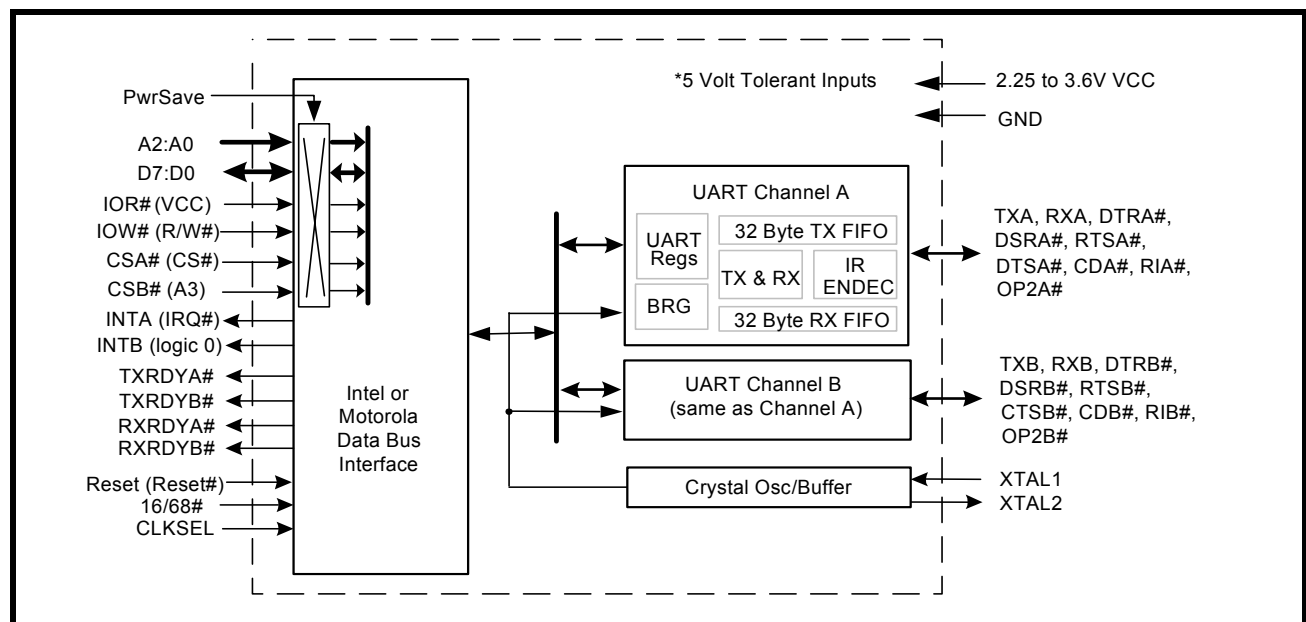 *5 Volt Tolerant Inputs
2.25 to 3.6V VCC
GND
PwrSave
A2:A0
D7:D0
IOR# (VCC)
IOW# (R/W#)
CSA# (CS#)
CSB# (A3)
INTA (IRQ#)
INTB (logic 0)
TXRDYA#
TXRDYB#
RXRDYA#
RXRDYB#
Reset (Reset#)
16/68#
CLKSEL
Intel or
Motorola
Data Bus
Interface
UART Channel A
UART
Regs
BRG
32 Byte TX FIFO
TX & RX
IR
ENDEC
32 Byte RX FIFO
TXA, RXA, DTRA#,
DSRA#, RTSA#,
DTSA#, CDA#, RIA#,
OP2A#
UART Channel B
(same as Channel A)
TXB, RXB, DTRB#,
DSRB#, RTSB#,
CTSB#, CDB#, RIB#,
OP2B#
Crystal Osc/Buffer
XTAL1
XTAL2